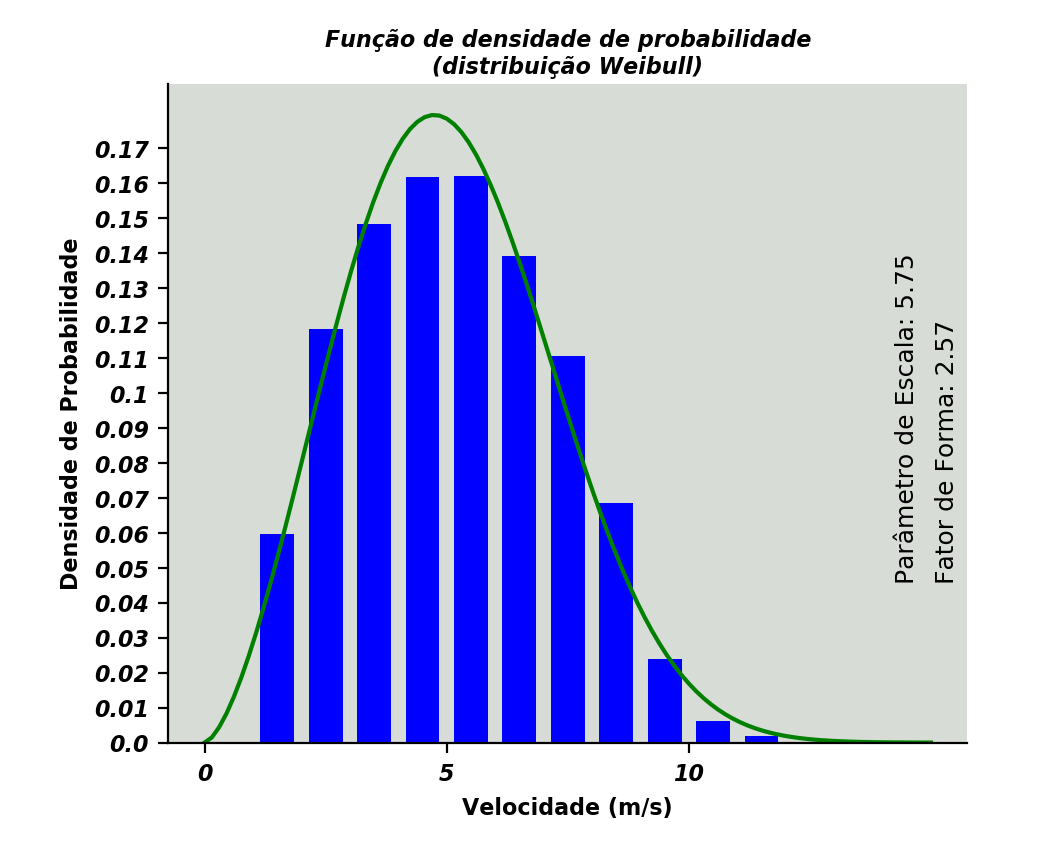 Função de densidade de probabilidade
(distribuição Weibull)
Densidade de Probabilidade
0.17
0.16
0.15
0.14
0.13
0.12
0.11
0.1
0.09
0.08
0.07
0.06
0.05
0.04
0.03
0.02
0.01
0.0
Parâmetro de Escala: 5.75
Fator de Forma: 2.57
0 5 10
Velocidade (m/s)